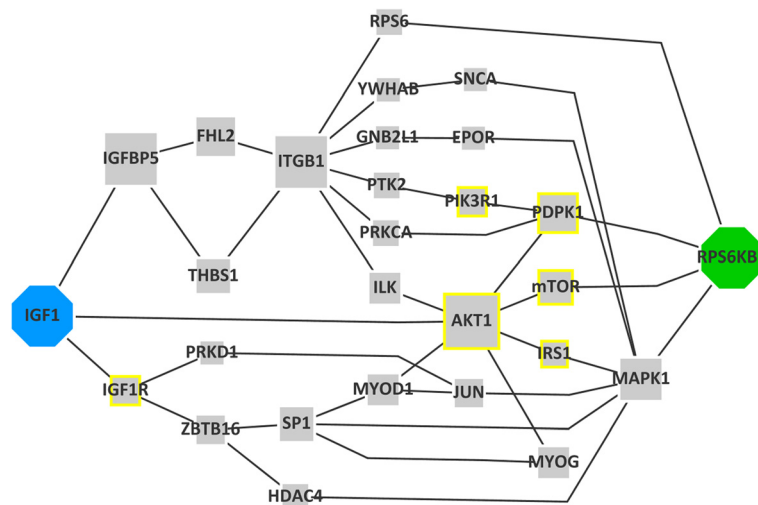 RPS6
YWHAB
SNCA
FHL2
GNB2L1
EPOR
IGFBP5
ITGB1
PTK2
PIK3R1
PDPK1
PRKCA
RPS6KB
THBS1
ILK
mTOR
IGF1
AKT1
PRKD1
IRS1
IGF1R
MYOD1
JUN
MAPK1
ZBTB16
SP1
MYOG
HDAC4